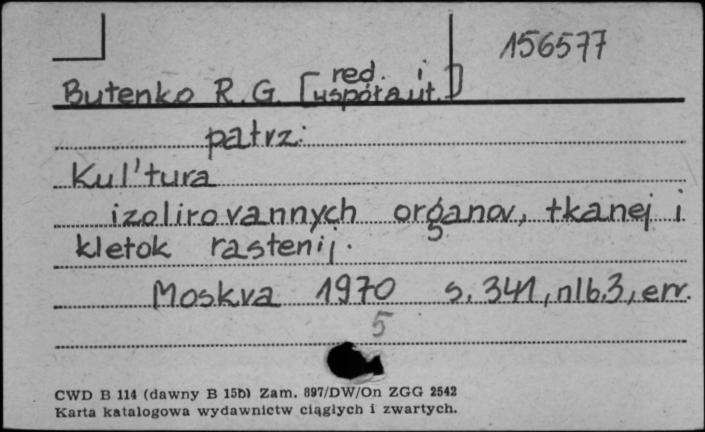 156577
Butenko R.G. [red. i współaut.]
patrz:
Kul'tura
izolirovannych organov, tkanej i
kletok rastenij.
Moskva 1970 s. 341, nlb. 3, err.
5
CWD B 114 (dawny B 15b) Zam. 897/DW/On ZGG 2542
Karta katalogowa wydawnictw ciągłych i zwartych.